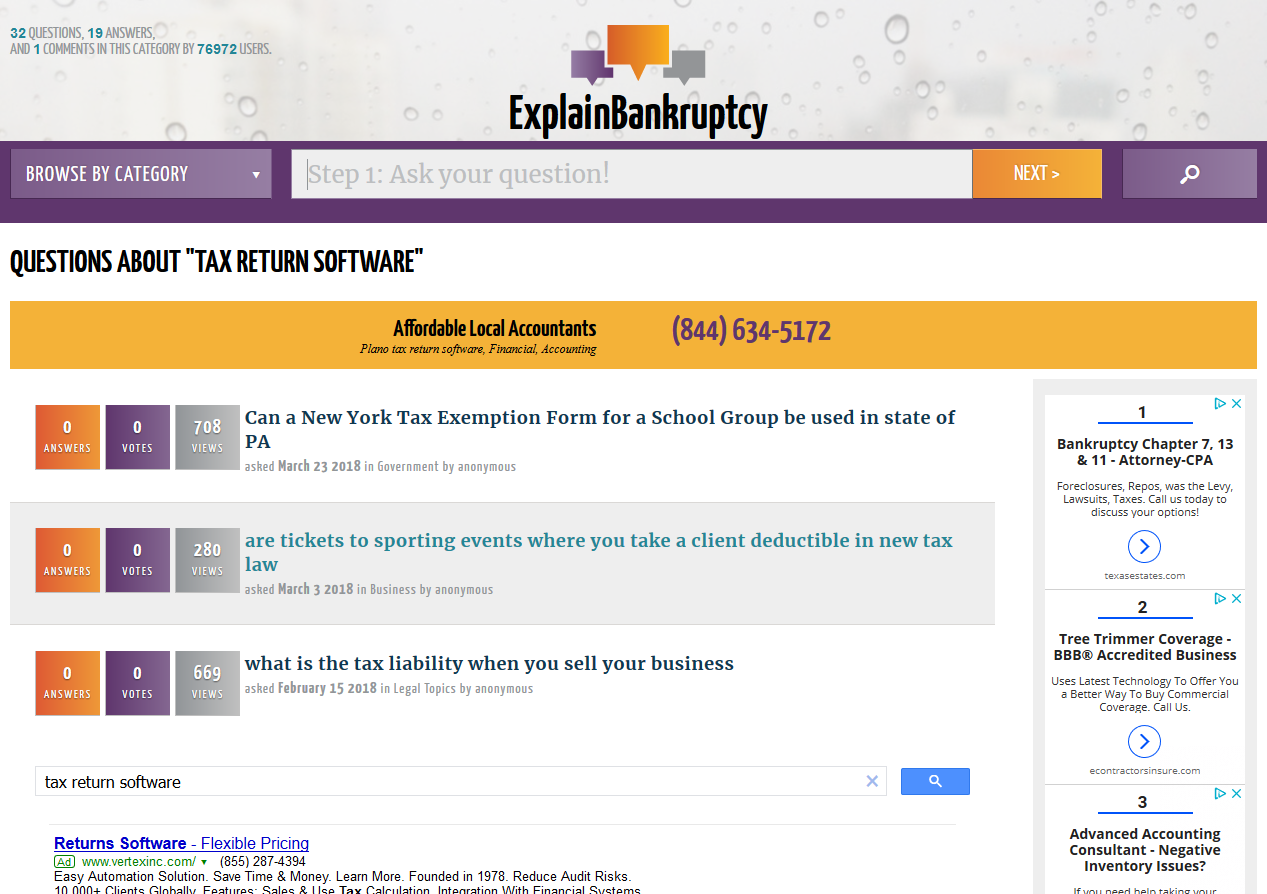 32 QUESTIONS, 19 ANSWERS,
AND 1 COMMENTS IN THIS CATEGORY BY 76972 USERS.
ExplainBankruptcy
BROWSE BY CATEGORY ▼
Step 1: Ask your question!
NEXT >
QUESTIONS ABOUT "TAX RETURN SOFTWARE"
Affordable Local Accountants
Plano tax return software, Financial, Accounting
(844) 634-5172
0
ANSWERS
0
VOTES
708
VIEWS
Can a New York Tax Exemption Form for a School Group be used in state of
PA
asked March 23 2018 in Government by anonymous
0
ANSWERS
0
VOTES
280
VIEWS
are tickets to sporting events where you take a client deductible in new tax
law
asked March 3 2018 in Business by anonymous
0
ANSWERS
0
VOTES
669
VIEWS
what is the tax liability when you sell your business
asked February 15 2018 in Legal Topics by anonymous
tax return software
Returns Software - Flexible Pricing
Ad www.vertexinc.com/ ▼ (855) 287-4394
Easy Automation Solution. Save Time & Money. Learn More. Founded in 1978. Reduce Audit Risks.
10,000+ Clients Globally. Features: Sales & Use Tax Calculation, Integration With Financial Systems
1
Bankruptcy Chapter 7, 13
& 11 - Attorney-CPA
Foreclosures, Repos, was the Levy,
Lawsuits, Taxes. Call us today to
discuss your options!
texasestates.com
2
Tree Trimmer Coverage -
BBB® Accredited Business
Uses Latest Technology To Offer You
a Better Way To Buy Commercial
Coverage. Call Us.
econtractorsinsure.com
3
Advanced Accounting
Consultant - Negative
Inventory Issues?
If you need help taking your